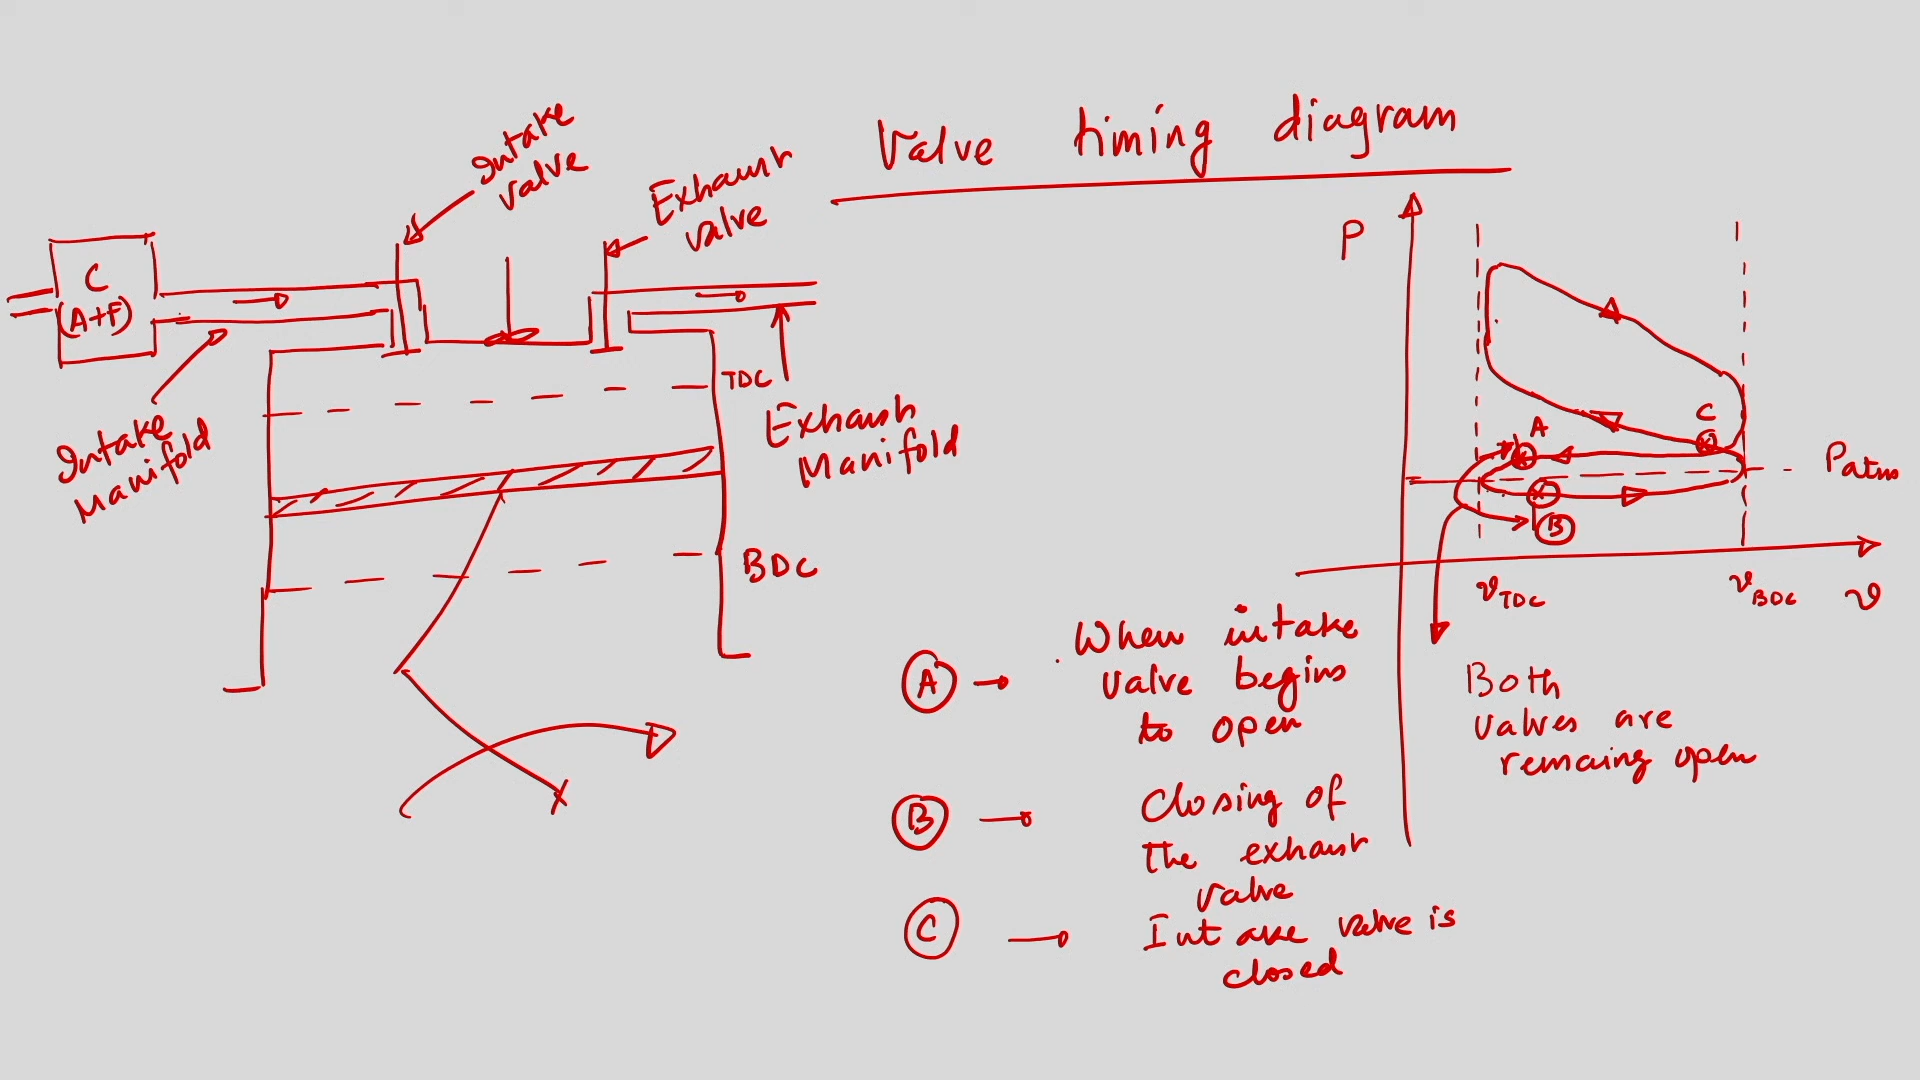 Valve timing diagram
Intake
valve
Exhaust
valve
C
(A+F)
TDC
Intake
Manifold
Exhaust
Manifold
BDC
P
C
A
Patm
B
vTDC
vBDC
v
A → When intake
valve begins
to open
Both
valves are
remaing open
B → Closing of
The exhaust
valve
C → Intake valve is
closed